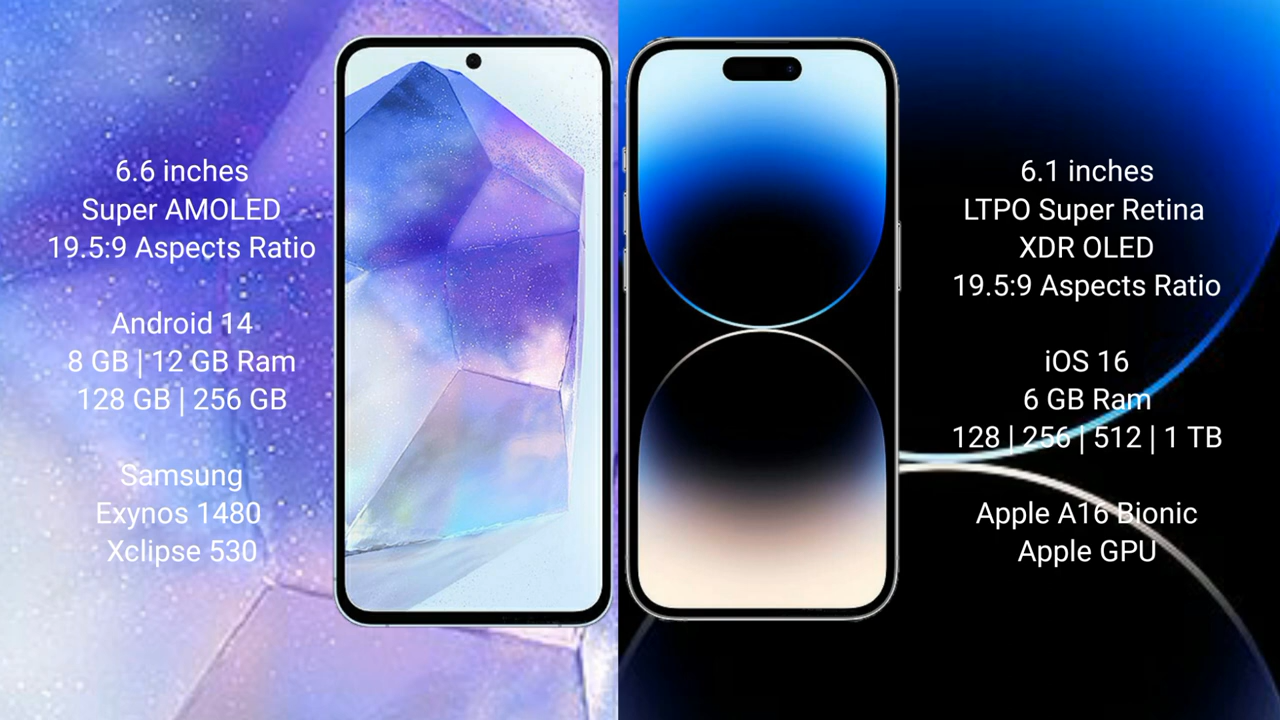 6.6 inches
Super AMOLED
19.5:9 Aspects Ratio
Android 14
8 GB | 12 GB Ram
128 GB | 256 GB
Samsung
Exynos 1480
Xclipse 530
6.1 inches
LTPO Super Retina
XDR OLED
19.5:9 Aspects Ratio
iOS 16
6 GB Ram
128 | 256 | 512 | 1 TB
Apple A16 Bionic
Apple GPU